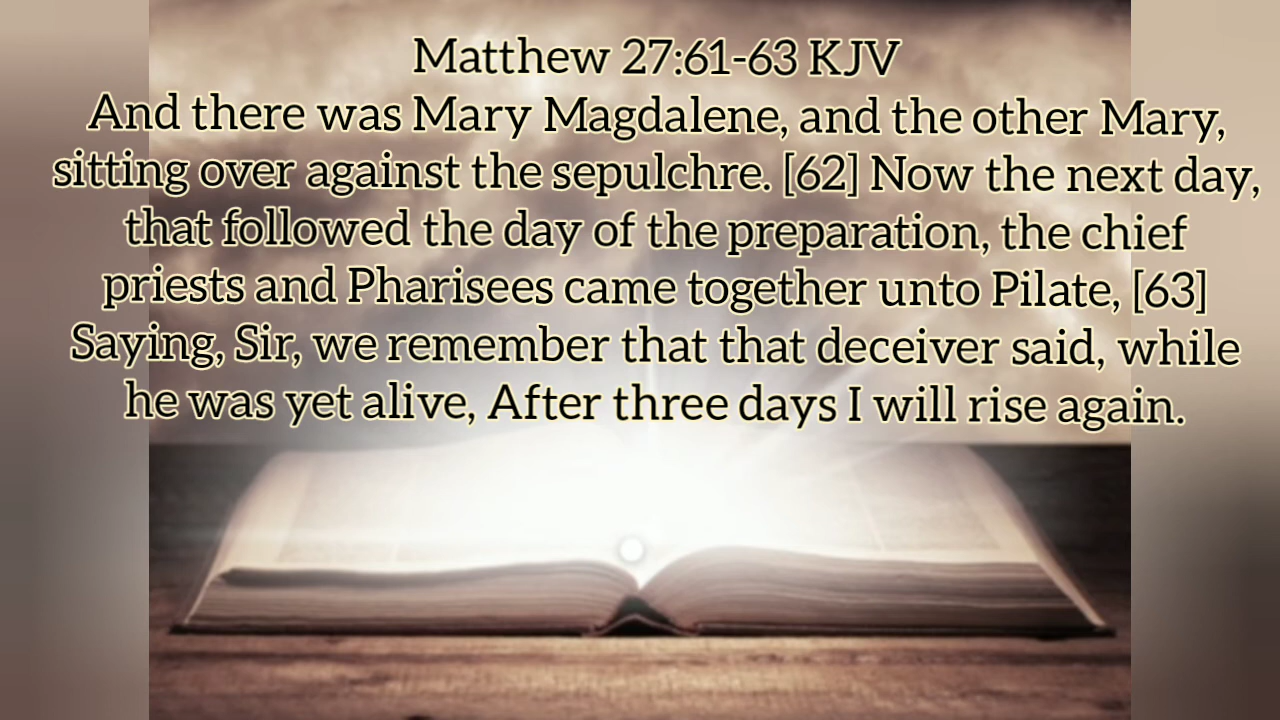 Matthew 27:61-63 KJV
And there was Mary Magdalene, and the other Mary,
sitting over against the sepulchre. [62] Now the next day,
that followed the day of the preparation, the chief
priests and Pharisees came together unto Pilate, [63]
Saying, Sir, we remember that that deceiver said, while
he was yet alive, After three days I will rise again.